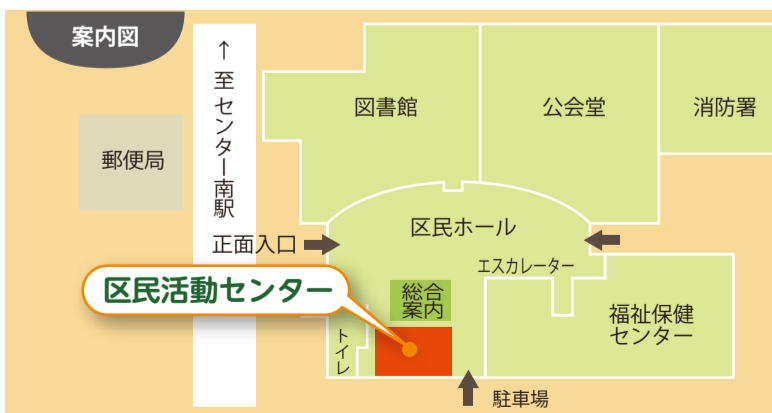 案内図
↑至センター南駅
図書館
公会堂
消防署
郵便局
区民ホール
正面入口
エスカレーター
区民活動センター
総合
案内
福祉保健
センター
トイレ
駐車場